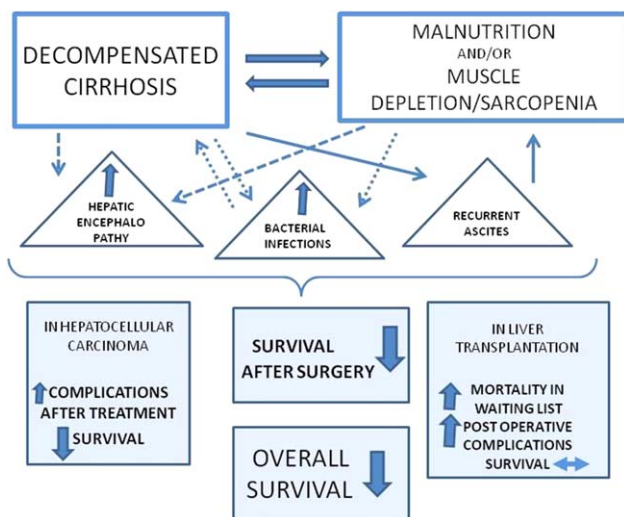 DECOMPENSATED
CIRRHOSIS
MALNUTRITION
AND/OR
MUSCLE
DEPLETION/SARCOPENIA
HEPATIC
ENCEPHALO
PATHY
BACTERIAL
INFECTIONS
RECURRENT
ASCITES
IN HEPATOCELLULAR
CARCINOMA
COMPLICATIONS
AFTER TREATMENT
SURVIVAL
SURVIVAL
AFTER SURGERY
OVERALL
SURVIVAL
IN LIVER
TRANSPLANTATION
MORTALITY IN
WAITING LIST
POST OPERATIVE
COMPLICATIONS
SURVIVAL